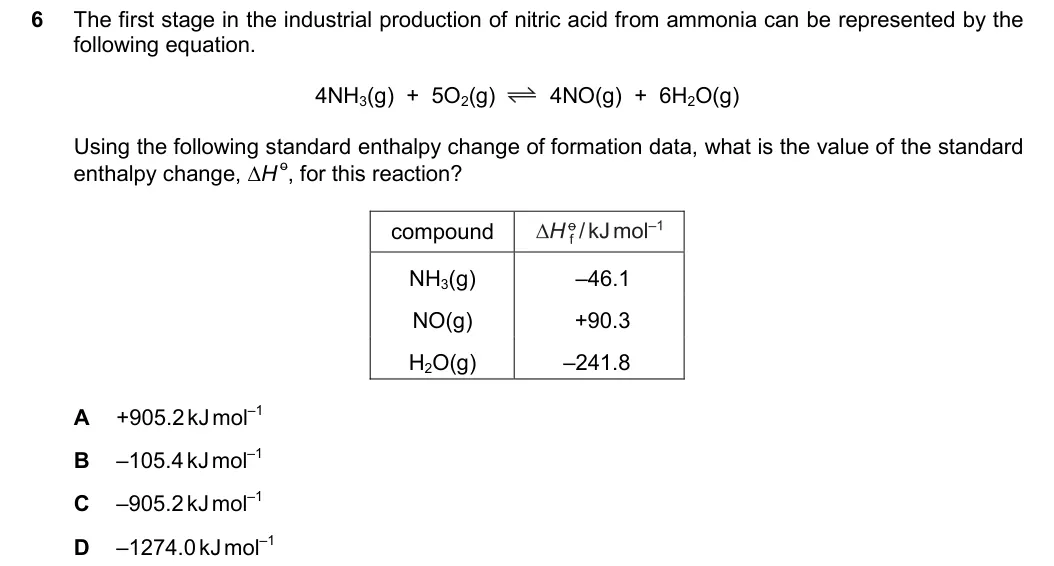 6 The first stage in the industrial production of nitric acid from ammonia can be represented by the
following equation.
4NH₃(g) + 5O₂(g) ⇌ 4NO(g) + 6H₂O(g)
Using the following standard enthalpy change of formation data, what is the value of the standard
enthalpy change, ΔH⦵, for this reaction?
compound ΔH⦵f / kJ mol⁻¹
NH₃(g) –46.1
NO(g) +90.3
H₂O(g) –241.8
A +905.2 kJ mol⁻¹
B –105.4 kJ mol⁻¹
C –905.2 kJ mol⁻¹
D –1274.0 kJ mol⁻¹